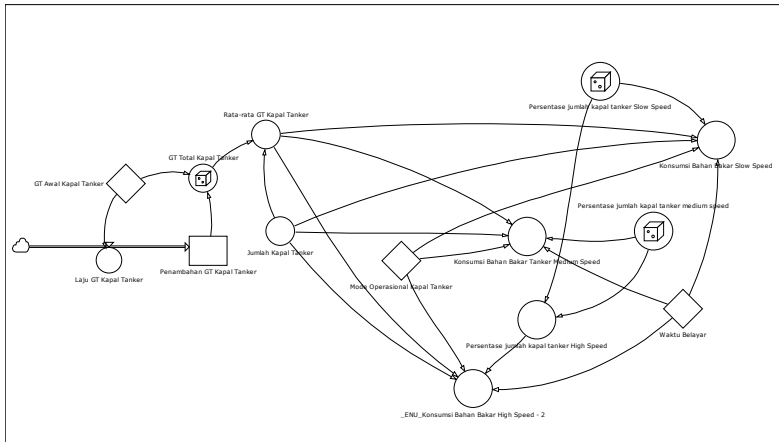 Persentase jumlah kapal tanker Slow Speed
Rata-rata GT Kapal Tanker
GT Total Kapal Tanker
Konsumsi Bahan Bakar Slow Speed
GT Awal Kapal Tanker
Persentase jumlah kapal tanker medium speed
Jumlah Kapal Tanker
Konsumsi Bahan Bakar Tanker Medium Speed
Penambahan GT Kapal Tanker
Laju GT Kapal Tanker
Mode Operasional Kapal Tanker
Waktu Belayar
Persentase jumlah kapal tanker High Speed
_ENU_Konsumsi Bahan Bakar High Speed - 2